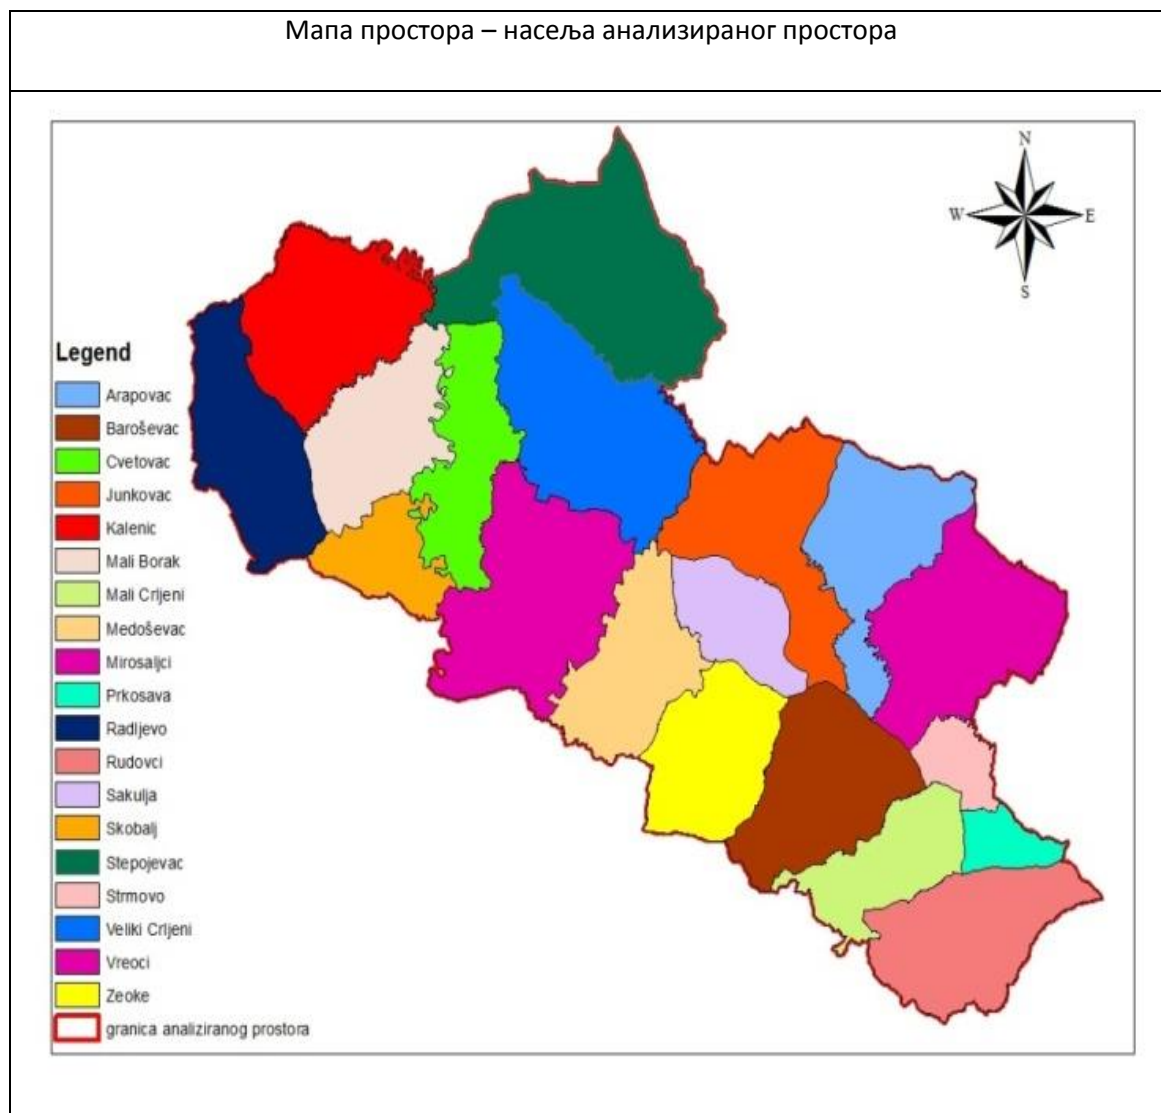 Мапа простора – насеља анализираног простора
N
W
E
S
Legend
Arapovac
Baroševac
Cvetovac
Junkovac
Kalenic
Mali Borak
Mali Crljeni
Medoševac
Mirosaljci
Prkosava
Radljevo
Rudovci
Sakulja
Skobalj
Stepojevac
Strmovo
Veliki Crljeni
Vreoci
Zeoke
granica analiziranog prostora